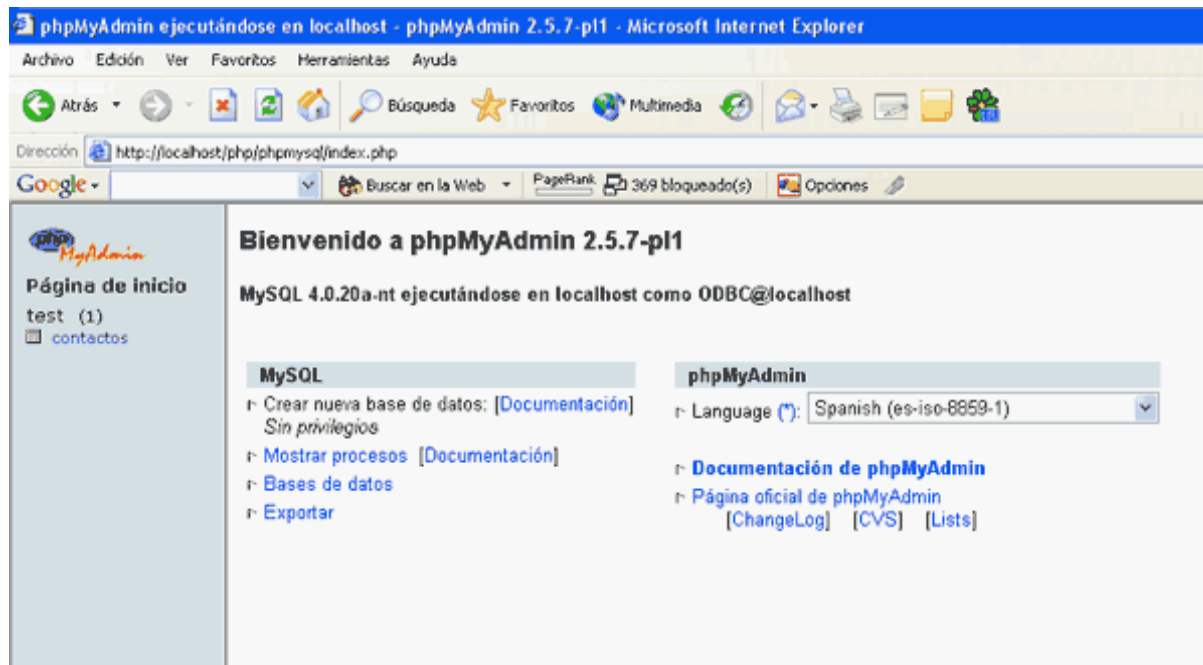 phpMyAdmin ejecutándose en localhost - phpMyAdmin 2.5.7-pl1 - Microsoft Internet Explorer
Archivo Edición Ver Favoritos Herramientas Ayuda
Atrás Búsqueda Favoritos Multimedia
Dirección http://localhost/php/phpmysql/index.php
Google Buscar en la Web PageRank 369 bloqueado(s) Opciones
php
MyAdmin
Página de inicio
test (1)
contactos
Bienvenido a phpMyAdmin 2.5.7-pl1
MySQL 4.0.20a-nt ejecutándose en localhost como ODBC@localhost
MySQL
Crear nueva base de datos: [Documentación]
Sin privilegios
Mostrar procesos [Documentación]
Bases de datos
Exportar
phpMyAdmin
Language (*): Spanish (es-iso-8859-1)
Documentación de phpMyAdmin
Página oficial de phpMyAdmin
[ChangeLog] [CVS] [Lists]